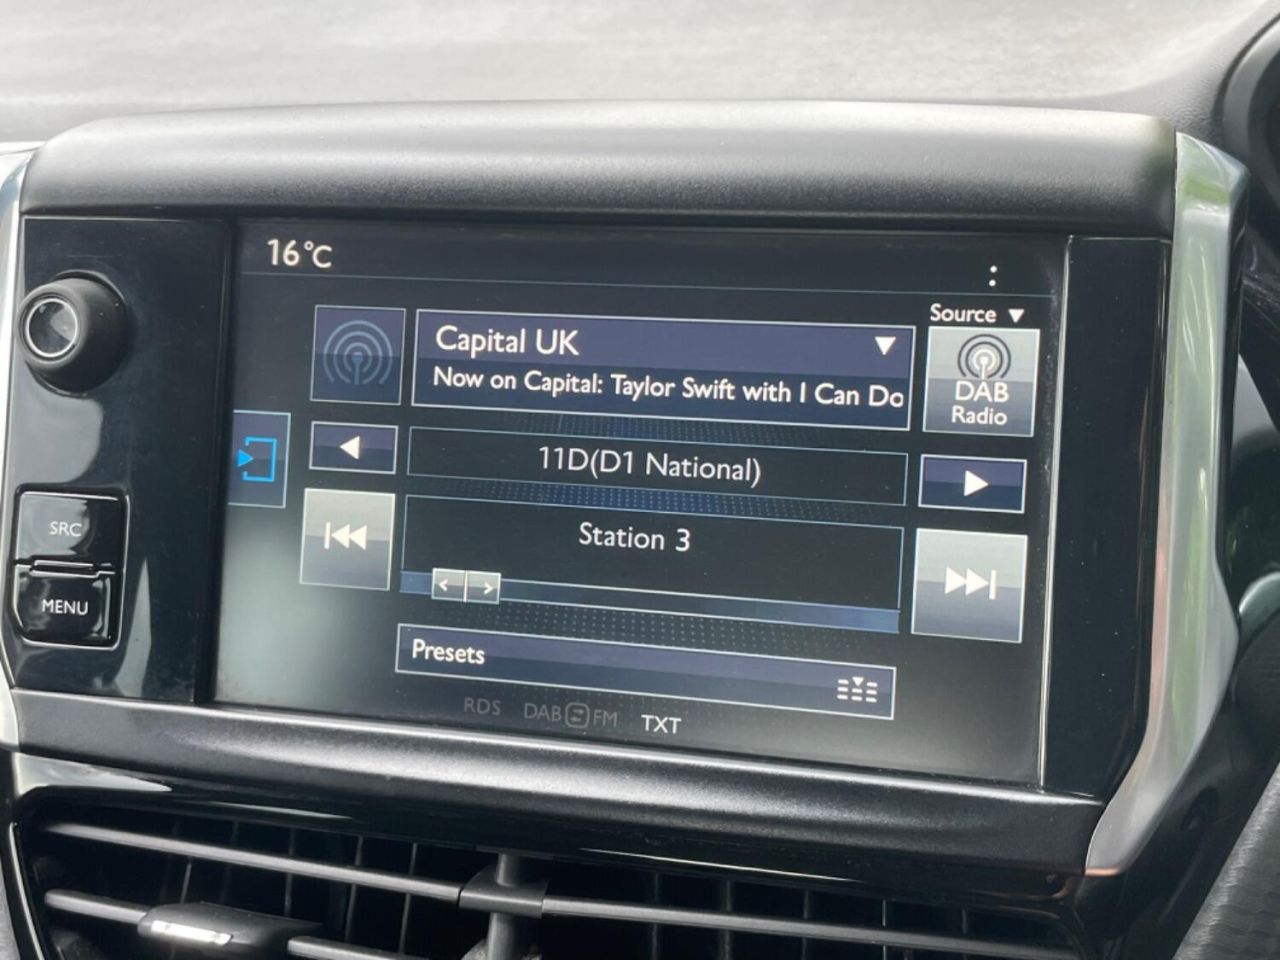 16°C
Source
Capital UK
Now on Capital: Taylor Swift with I Can Do
DAB
Radio
11D(D1 National)
SRC
Station 3
MENU
Presets
RDS DAB FM TXT